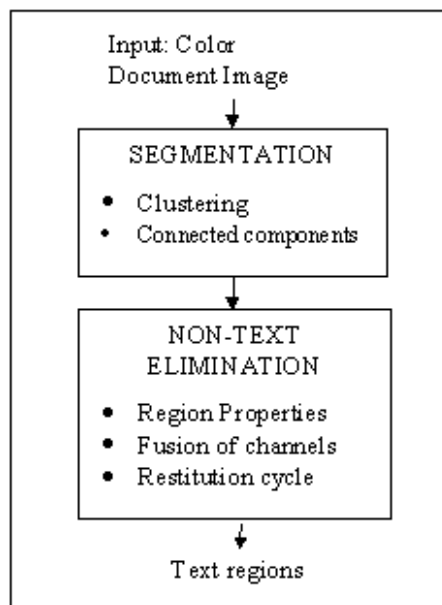 Input: Color
Document Image
SEGMENTATION
• Clustering
• Connected components
NON-TEXT
ELIMINATION
• Region Properties
• Fusion of channels
• Restitution cycle
Text regions